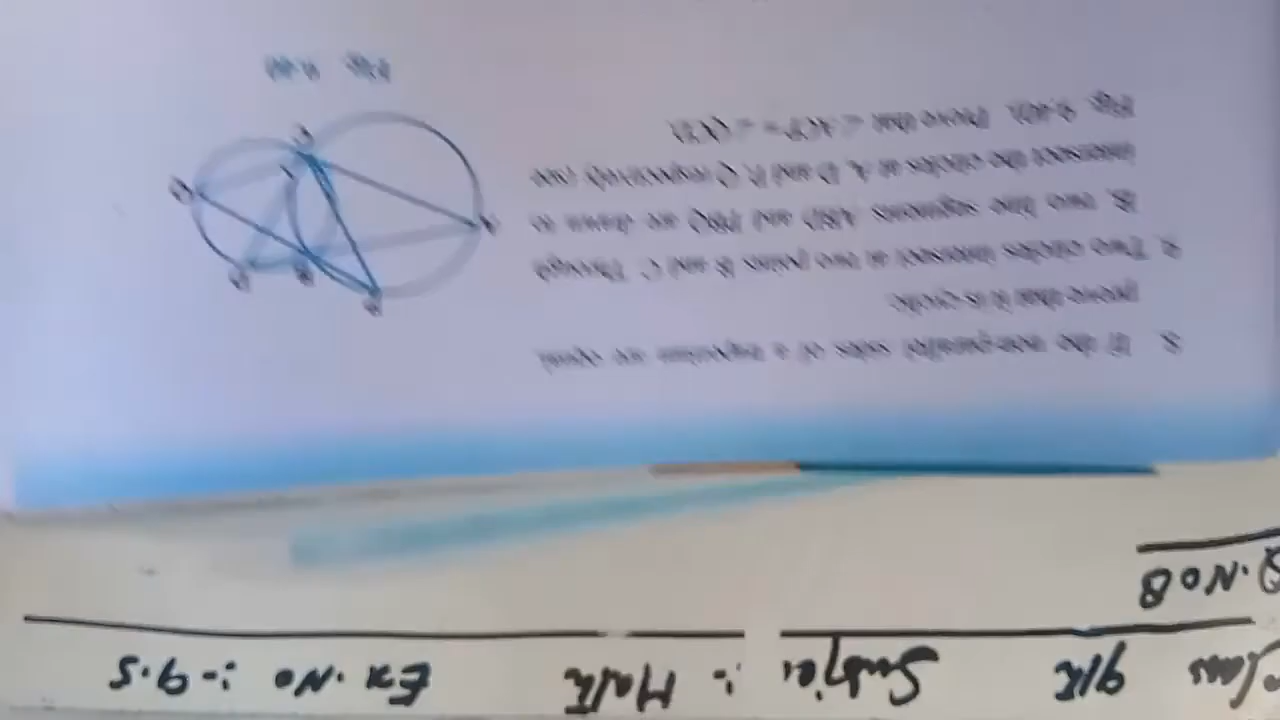 Class 9th Subject :- Math Ex. No :- 9.5
Q. No 8
8. If the non-parallel sides of a trapezium are equal,
prove that it is cyclic.
9. Two circles intersect at two points B and C. Through
B, two line segments ABD and PBQ are drawn to
intersect the circles at A, D and P, Q respectively (see
Fig. 9.40). Prove that ∠ ACP = ∠ QCD.
A
P
B
Q
D
C
Fig. 9.40